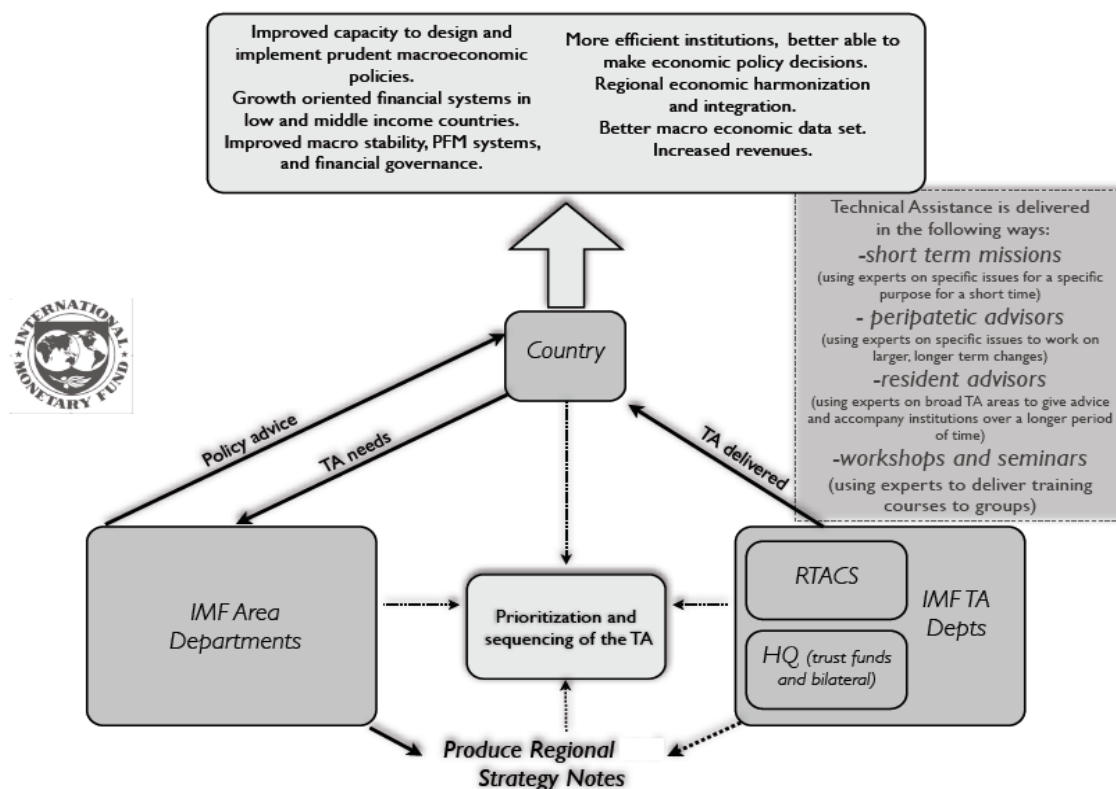 Improved capacity to design and
implement prudent macroeconomic
policies.
Growth oriented financial systems in
low and middle income countries.
Improved macro stability, PFM systems,
and financial governance.
More efficient institutions, better able to
make economic policy decisions.
Regional economic harmonization
and integration.
Better macro economic data set.
Increased revenues.
Technical Assistance is delivered
in the following ways:
-short term missions
(using experts on specific issues for a specific
purpose for a short time)
- peripatetic advisors
(using experts on specific issues to work on
larger, longer term changes)
-resident advisors
(using experts on broad TA areas to give advice
and accompany institutions over a longer period
of time)
-workshops and seminars
(using experts to deliver training
courses to groups)
INTERNATIONAL
MONETARY FUND
Country
Policy advice
TA needs
TA delivered
IMF Area
Departments
Prioritization and
sequencing of the TA
RTACS
HQ (trust funds
and bilateral)
IMF TA
Depts
Produce Regional
Strategy Notes